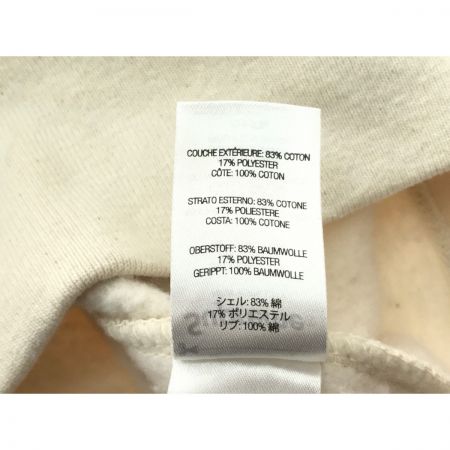 COUCHE EXTÉRIEURE: 83% COTON
17% POLYESTER
CÔTE: 100% COTON
STRATO ESTERNO: 83% COTONE
17% POLIESTERE
COSTA: 100% COTONE
OBERSTOFF: 83% BAUMWOLLE
17% POLYESTER
GERIPPT: 100% BAUMWOLLE
シェル: 83% 綿
17% ポリエステル
リブ: 100% 綿